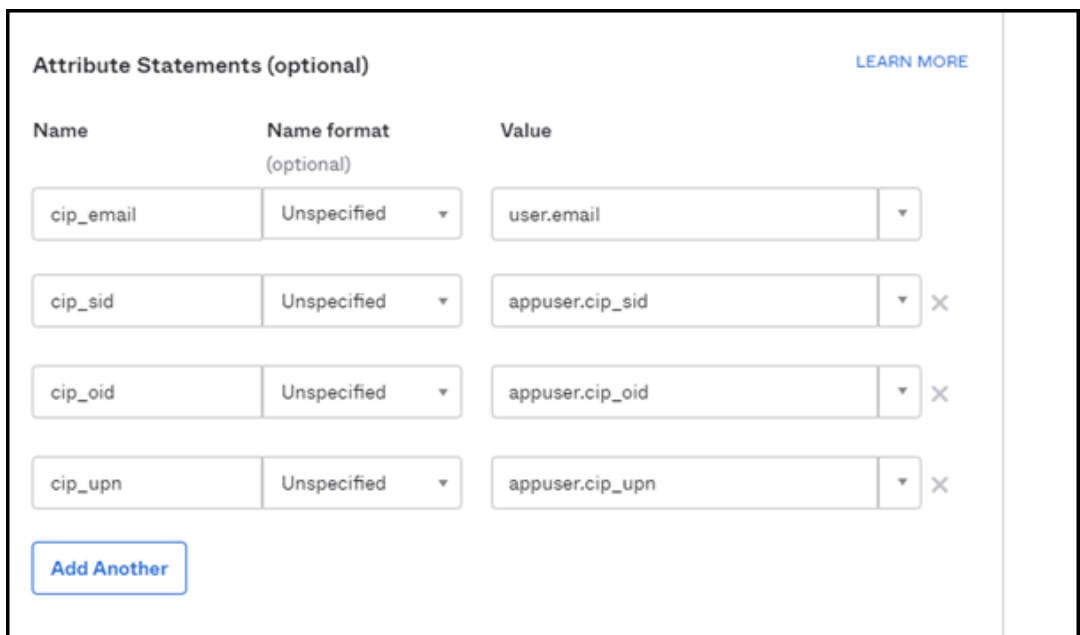 Attribute Statements (optional) LEARN MORE
Name Name format Value
(optional)
cip_email Unspecified user.email
cip_sid Unspecified appuser.cip_sid
cip_oid Unspecified appuser.cip_oid
cip_upn Unspecified appuser.cip_upn
Add Another